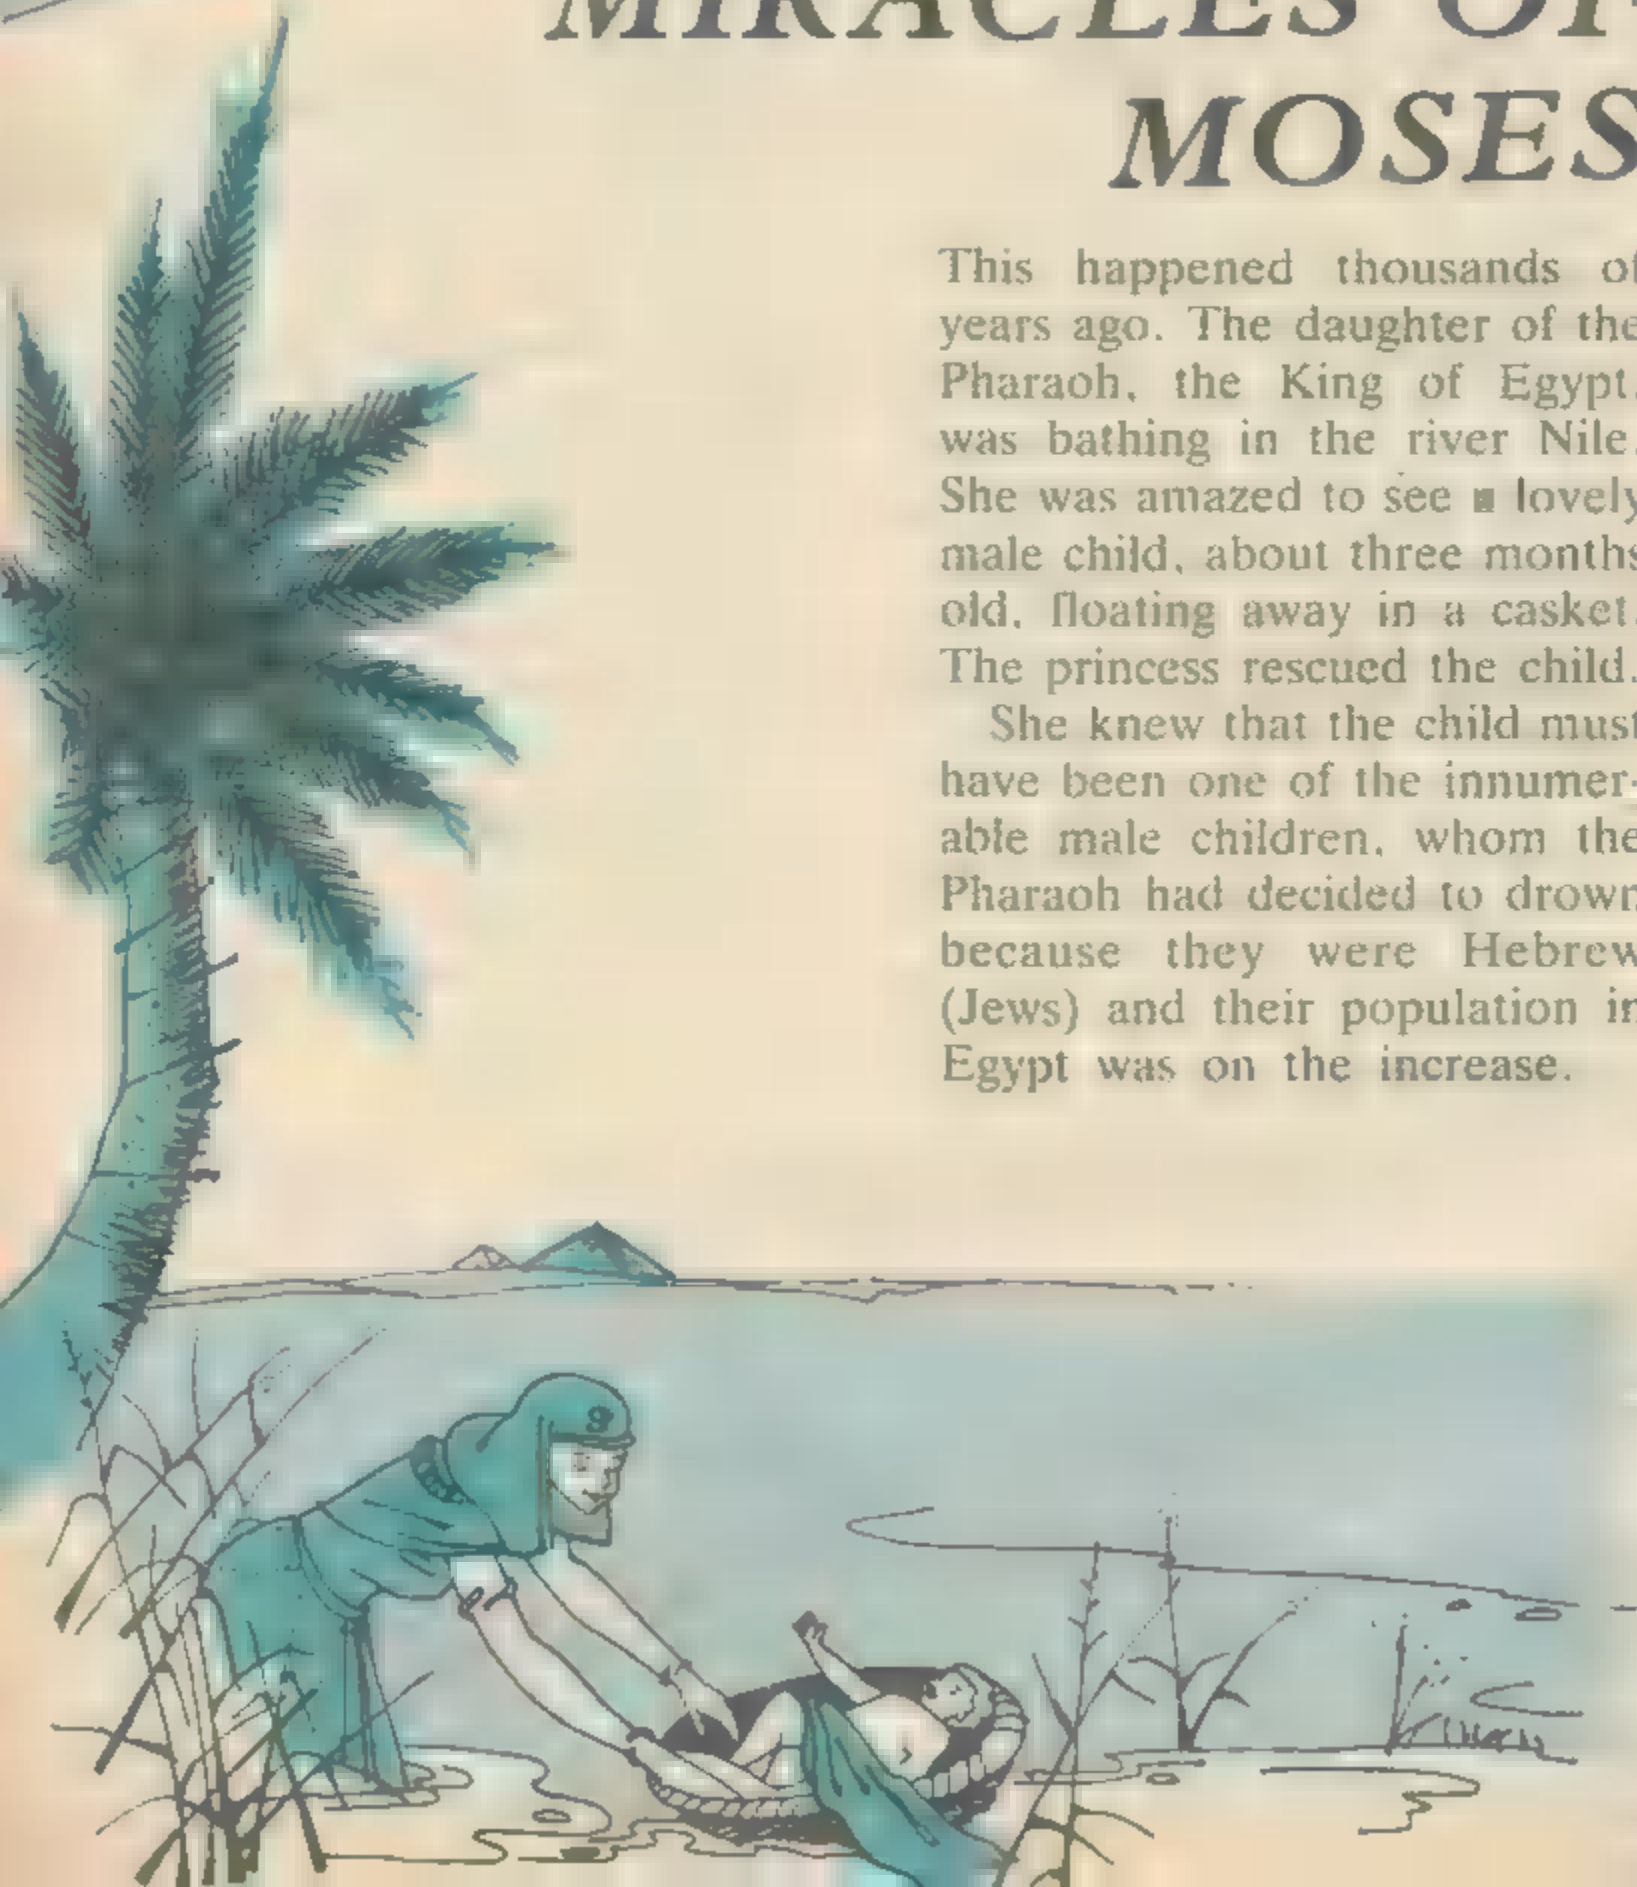 MIRACLES OF
MOSES
This happened thousands of
years ago. The daughter of the
Pharaoh, the King of Egypt,
was bathing in the river Nile.
She was amazed to see a lovely
male child, about three months
old, floating away in a casket.
The princess rescued the child.
She knew that the child must
have been one of the innumer-
able male children, whom the
Pharaoh had decided to drown
because they were Hebrew
(Jews) and their population in
Egypt was on the increase.